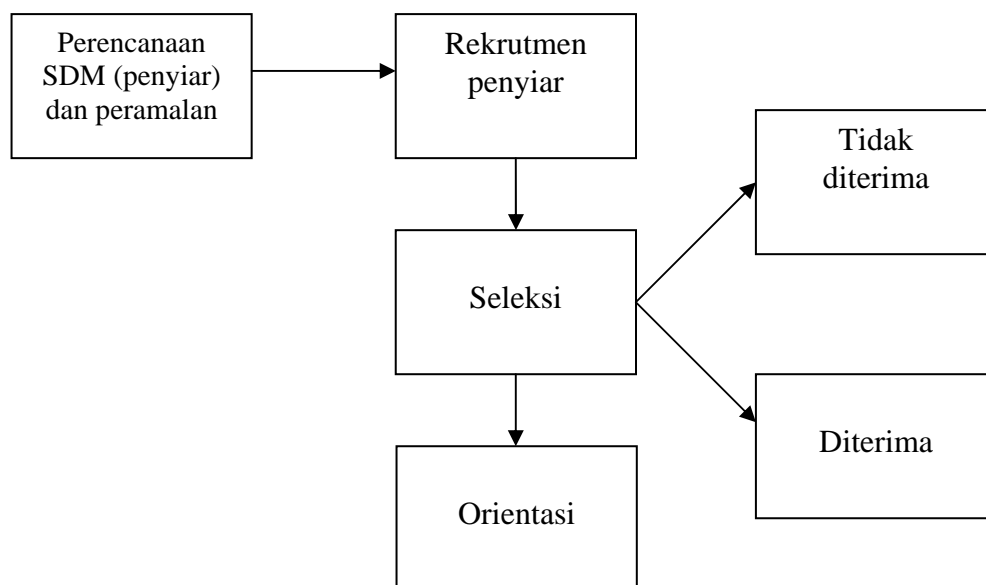 Perencanaan
SDM (penyiar)
dan peramalan
Rekrutmen
penyiar
Tidak
diterima
Seleksi
Diterima
Orientasi